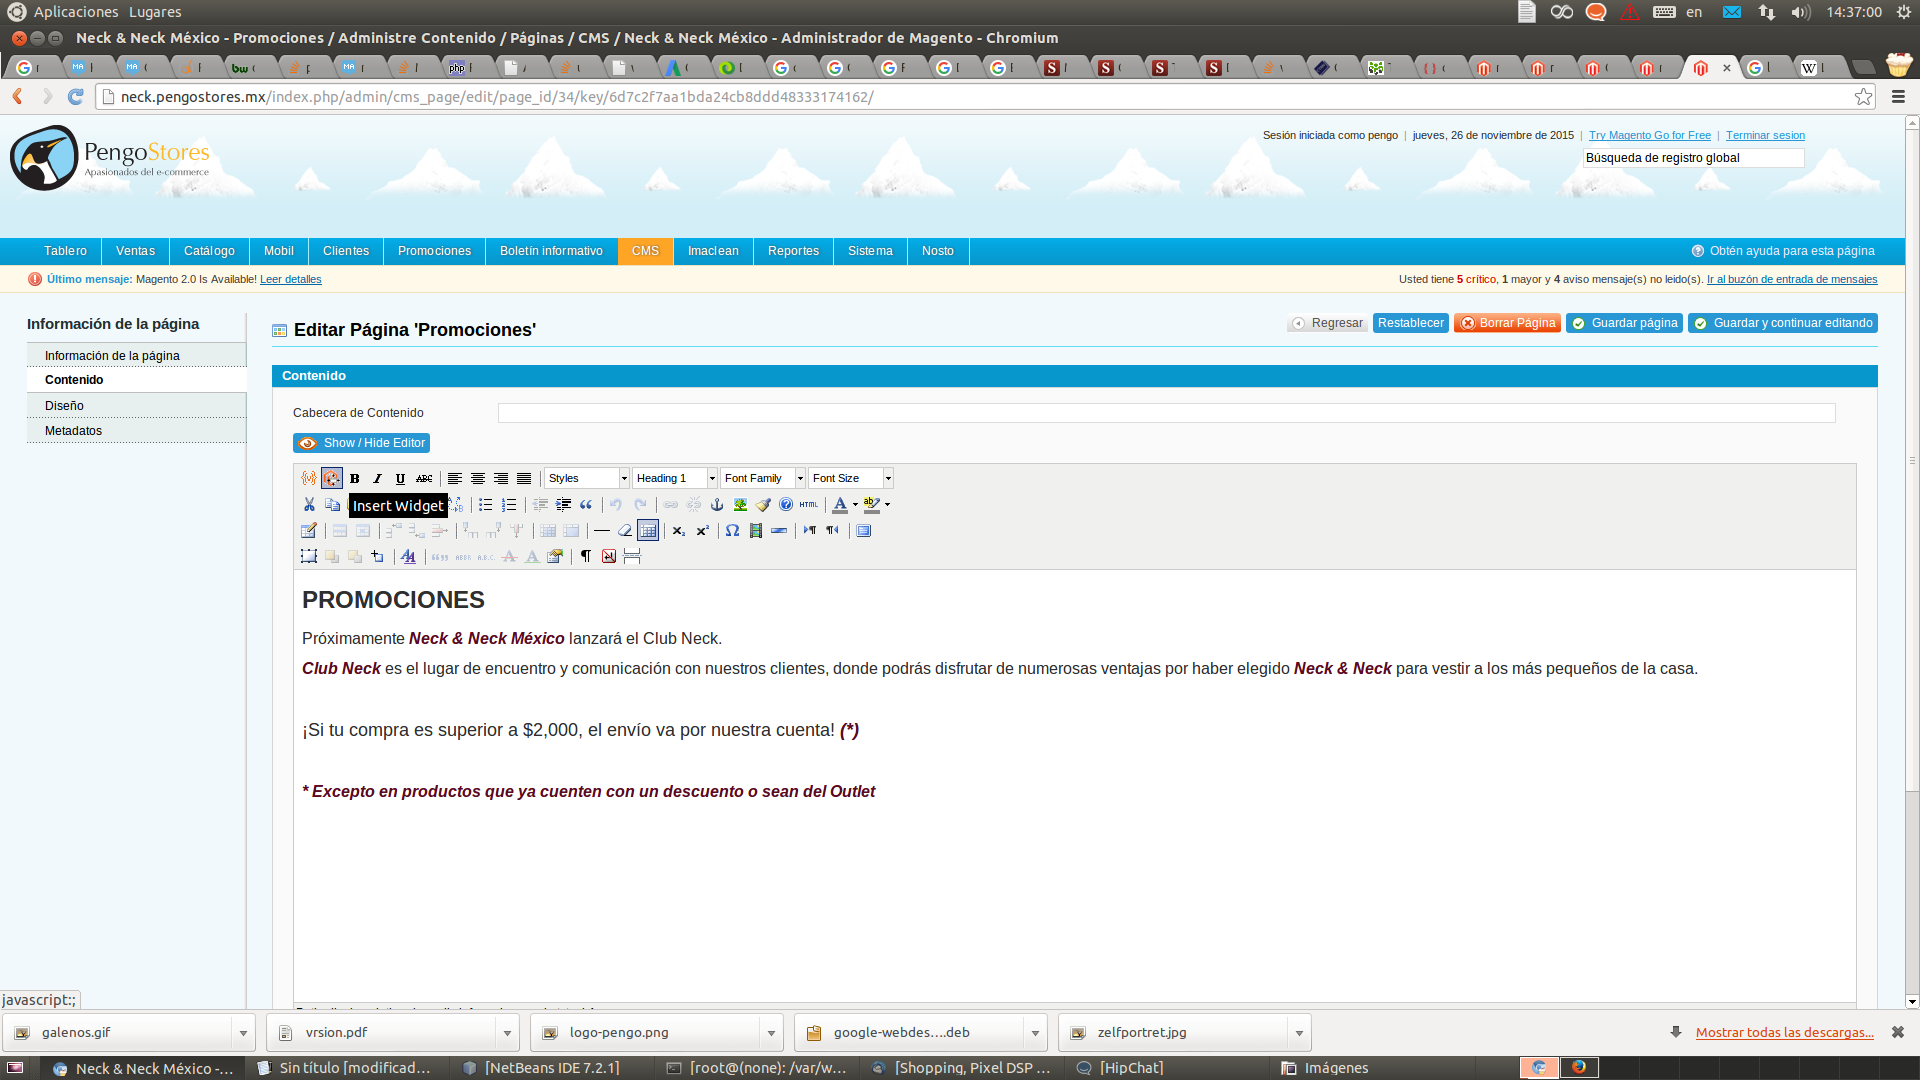 Aplicaciones Lugares en 14:37:00
Neck & Neck México - Promociones / Administre Contenido / Páginas / CMS / Neck & Neck México - Administrador de Magento - Chromium
neck.pengostores.mx/index.php/admin/cms_page/edit/page_id/34/key/6d7c2f7aa1bda24cb8ddd48333174162/
PengoStores
Apasionados del e-commerce
Sesión iniciada como pengo | jueves, 26 de noviembre de 2015 | Try Magento Go for Free | Terminar sesion
Búsqueda de registro global
Tablero Ventas Catálogo Mobil Clientes Promociones Boletín informativo CMS Imaclean Reportes Sistema Nosto Obtén ayuda para esta página
Último mensaje: Magento 2.0 Is Available! Leer detalles Usted tiene 5 crítico, 1 mayor y 4 aviso mensaje(s) no leido(s). Ir al buzón de entrada de mensajes
Información de la página
Información de la página
Contenido
Diseño
Metadatos
Editar Página 'Promociones'
Regresar Restablecer Borrar Página Guardar página Guardar y continuar editando
Contenido
Cabecera de Contenido
Show / Hide Editor
B I U ABC Styles Heading 1 Font Family Font Size
Insert Widget HTML
PROMOCIONES
Próximamente Neck & Neck México lanzará el Club Neck.
Club Neck es el lugar de encuentro y comunicación con nuestros clientes, donde podrás disfrutar de numerosas ventajas por haber elegido Neck & Neck para vestir a los más pequeños de la casa.
¡Si tu compra es superior a $2,000, el envío va por nuestra cuenta! (*)
* Excepto en productos que ya cuenten con un descuento o sean del Outlet
javascript:;
galenos.gif vrsion.pdf logo-pengo.png google-webdes....deb zelfportret.jpg Mostrar todas las descargas...
Neck & Neck México -... Sin título [modificad... [NetBeans IDE 7.2.1] [root@(none): /var/w... [Shopping, Pixel DSP ... [HipChat] Imágenes